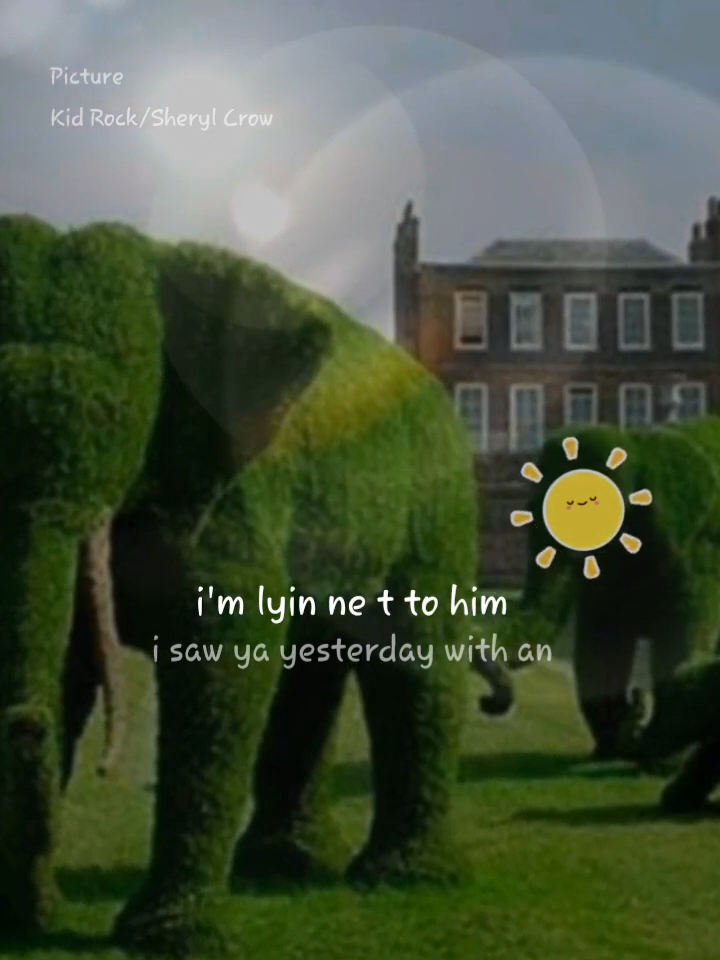 Picture
Kid Rock/Sheryl Crow
i'm lyin ne t to him
i saw ya yesterday with an